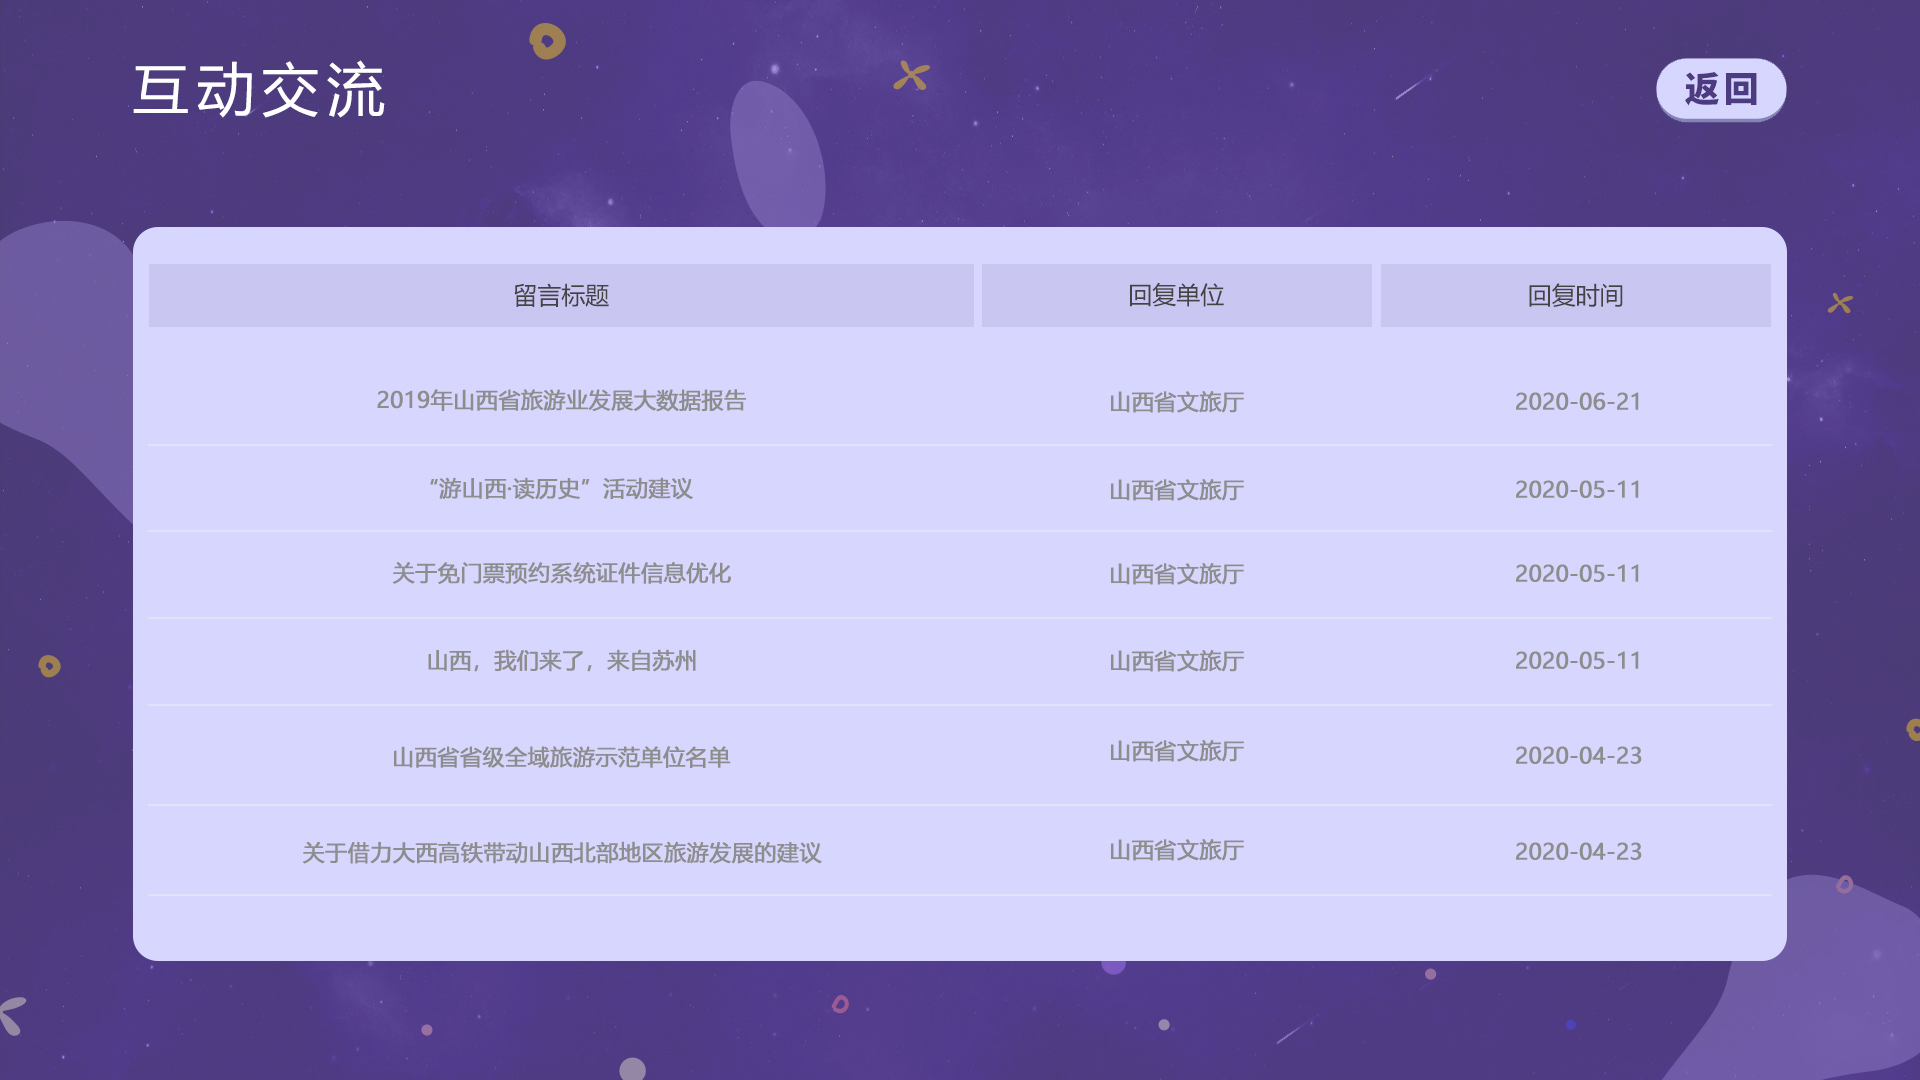 互动交流
返回
留言标题 回复单位 回复时间
2019年山西省旅游业发展大数据报告 山西省文旅厅 2020-06-21
“游山西·读历史”活动建议 山西省文旅厅 2020-05-11
关于免门票预约系统证件信息优化 山西省文旅厅 2020-05-11
山西，我们来了，来自苏州 山西省文旅厅 2020-05-11
山西省省级全域旅游示范单位名单 山西省文旅厅 2020-04-23
关于借力大西高铁带动山西北部地区旅游发展的建议 山西省文旅厅 2020-04-23